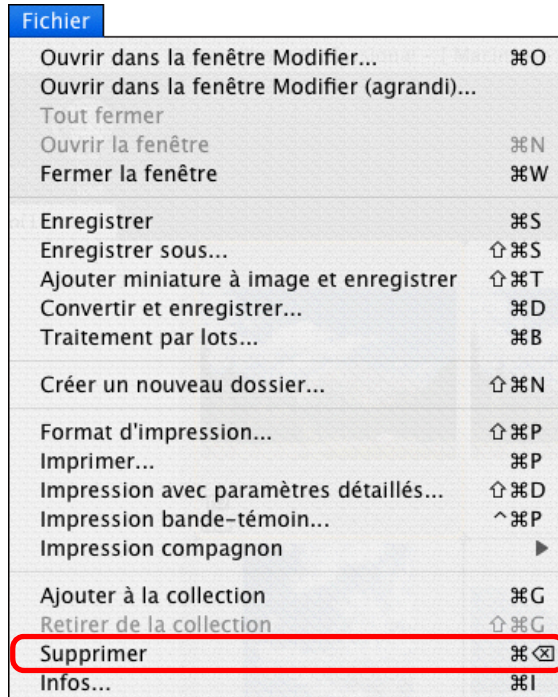 Fichier
Ouvrir dans la fenêtre Modifier... ⌘O
Ouvrir dans la fenêtre Modifier (agrandi)...
Tout fermer
Ouvrir la fenêtre ⌘N
Fermer la fenêtre ⌘W
Enregistrer ⌘S
Enregistrer sous... ⇧⌘S
Ajouter miniature à image et enregistrer ⇧⌘T
Convertir et enregistrer... ⌘D
Traitement par lots... ⌘B
Créer un nouveau dossier... ⇧⌘N
Format d'impression... ⇧⌘P
Imprimer... ⌘P
Impression avec paramètres détaillés... ⇧⌘D
Impression bande-témoin... ^⌘P
Impression compagnon ▶
Ajouter à la collection ⌘G
Retirer de la collection ⇧⌘G
Supprimer ⌘⌫
Infos... ⌘I